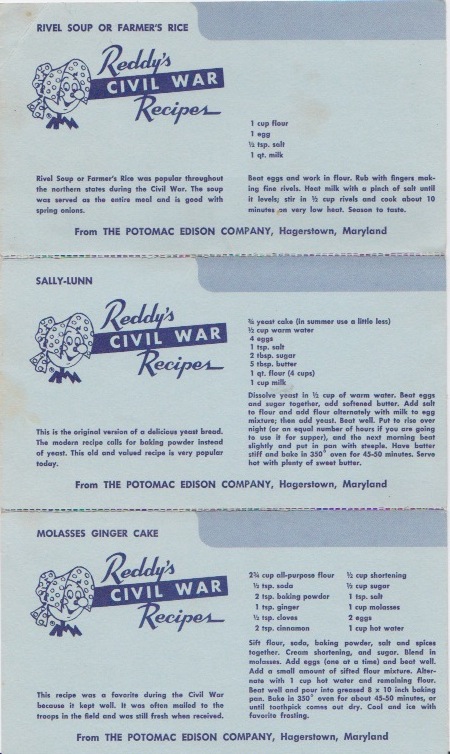 RIVEL SOUP OR FARMER'S RICE
Reddy's
CIVIL WAR
Recipes
1 cup flour
1 egg
½ tsp. salt
1 qt. milk
Rivel Soup or Farmer's Rice was popular throughout
the northern states during the Civil War. The soup
was served as the entire meal and is good with
spring onions.
Beat eggs and work in flour. Rub with fingers mak-
ing fine rivels. Heat milk with a pinch of salt until
it levels; stir in ½ cup rivels and cook about 10
minutes on very low heat. Season to taste.
From THE POTOMAC EDISON COMPANY, Hagerstown, Maryland
SALLY-LUNN
Reddy's
CIVIL WAR
Recipes
¾ yeast cake (in summer use a little less)
½ cup warm water
4 eggs
1 tsp. salt
2 tbsp. sugar
5 tbsp. butter
1 qt. flour (4 cups)
1 cup milk
This is the original version of a delicious yeast bread.
The modern recipe calls for baking powder instead
of yeast. This old and valued recipe is very popular
today.
Dissolve yeast in ½ cup of warm water. Beat eggs
and sugar together, add softened butter. Add salt
to flour and add flour alternately with milk to egg
mixture; then add yeast. Beat well. Put to rise over
night (or an equal number of hours if you are going
to use it for supper), and the next morning beat
slightly and put in pan with steeple. Have batter
stiff and bake in 350° oven for 45-50 minutes. Serve
hot with plenty of sweet butter.
From THE POTOMAC EDISON COMPANY, Hagerstown, Maryland
MOLASSES GINGER CAKE
Reddy's
CIVIL WAR
Recipes
2¾ cup all-purpose flour ½ cup shortening
½ tsp. soda ½ cup sugar
2 tsp. baking powder 1 tsp. salt
1 tsp. ginger 1 cup molasses
½ tsp. cloves 2 eggs
2 tsp. cinnamon 1 cup hot water
This recipe was a favorite during the Civil War
because it kept well. It was often mailed to the
troops in the field and was still fresh when received.
Sift flour, soda, baking powder, salt and spices
together. Cream shortening, and sugar. Blend in
molasses. Add eggs (one at a time) and beat well.
Add a small amount of sifted flour mixture. Alter-
nate with 1 cup hot water and remaining flour.
Beat well and pour into greased 8 x 10 inch baking
pan. Bake in 350° oven for about 45-50 minutes, or
until toothpick comes out dry. Cool and ice with
favorite frosting.
From THE POTOMAC EDISON COMPANY, Hagerstown, Maryland